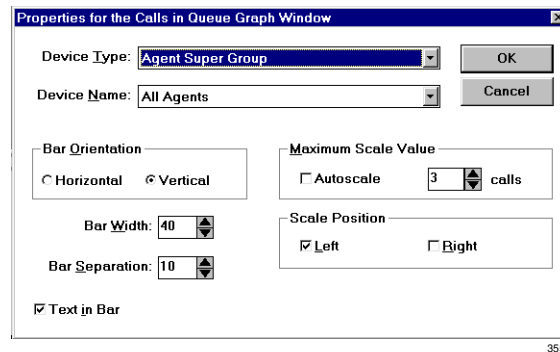 Properties for the Calls in Queue Graph Window
Device Type: Agent Super Group
OK
Device Name: All Agents
Cancel
Bar Orientation
Horizontal Vertical
Maximum Scale Value
Autoscale 3 calls
Bar Width: 40
Scale Position
Left Right
Bar Separation: 10
Text in Bar
35